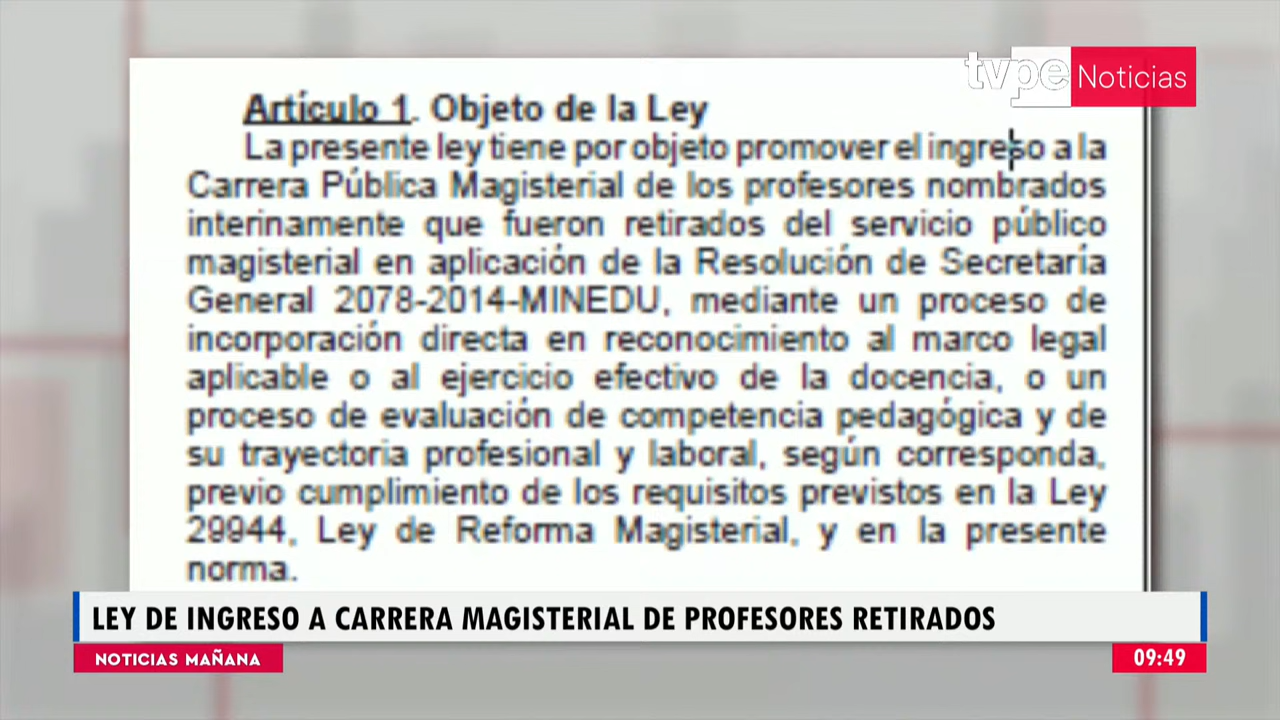 tvpe Noticias
Artículo 1. Objeto de la Ley
La presente ley tiene por objeto promover el ingreso a la
Carrera Pública Magisterial de los profesores nombrados
interinamente que fueron retirados del servicio público
magisterial en aplicación de la Resolución de Secretaría
General 2078-2014-MINEDU, mediante un proceso de
incorporación directa en reconocimiento al marco legal
aplicable o al ejercicio efectivo de la docencia, o un
proceso de evaluación de competencia pedagógica y de
su trayectoria profesional y laboral, según corresponda,
previo cumplimiento de los requisitos previstos en la Ley
29944, Ley de Reforma Magisterial, y en la presente
norma.
LEY DE INGRESO A CARRERA MAGISTERIAL DE PROFESORES RETIRADOS
NOTICIAS MAÑANA
09:49